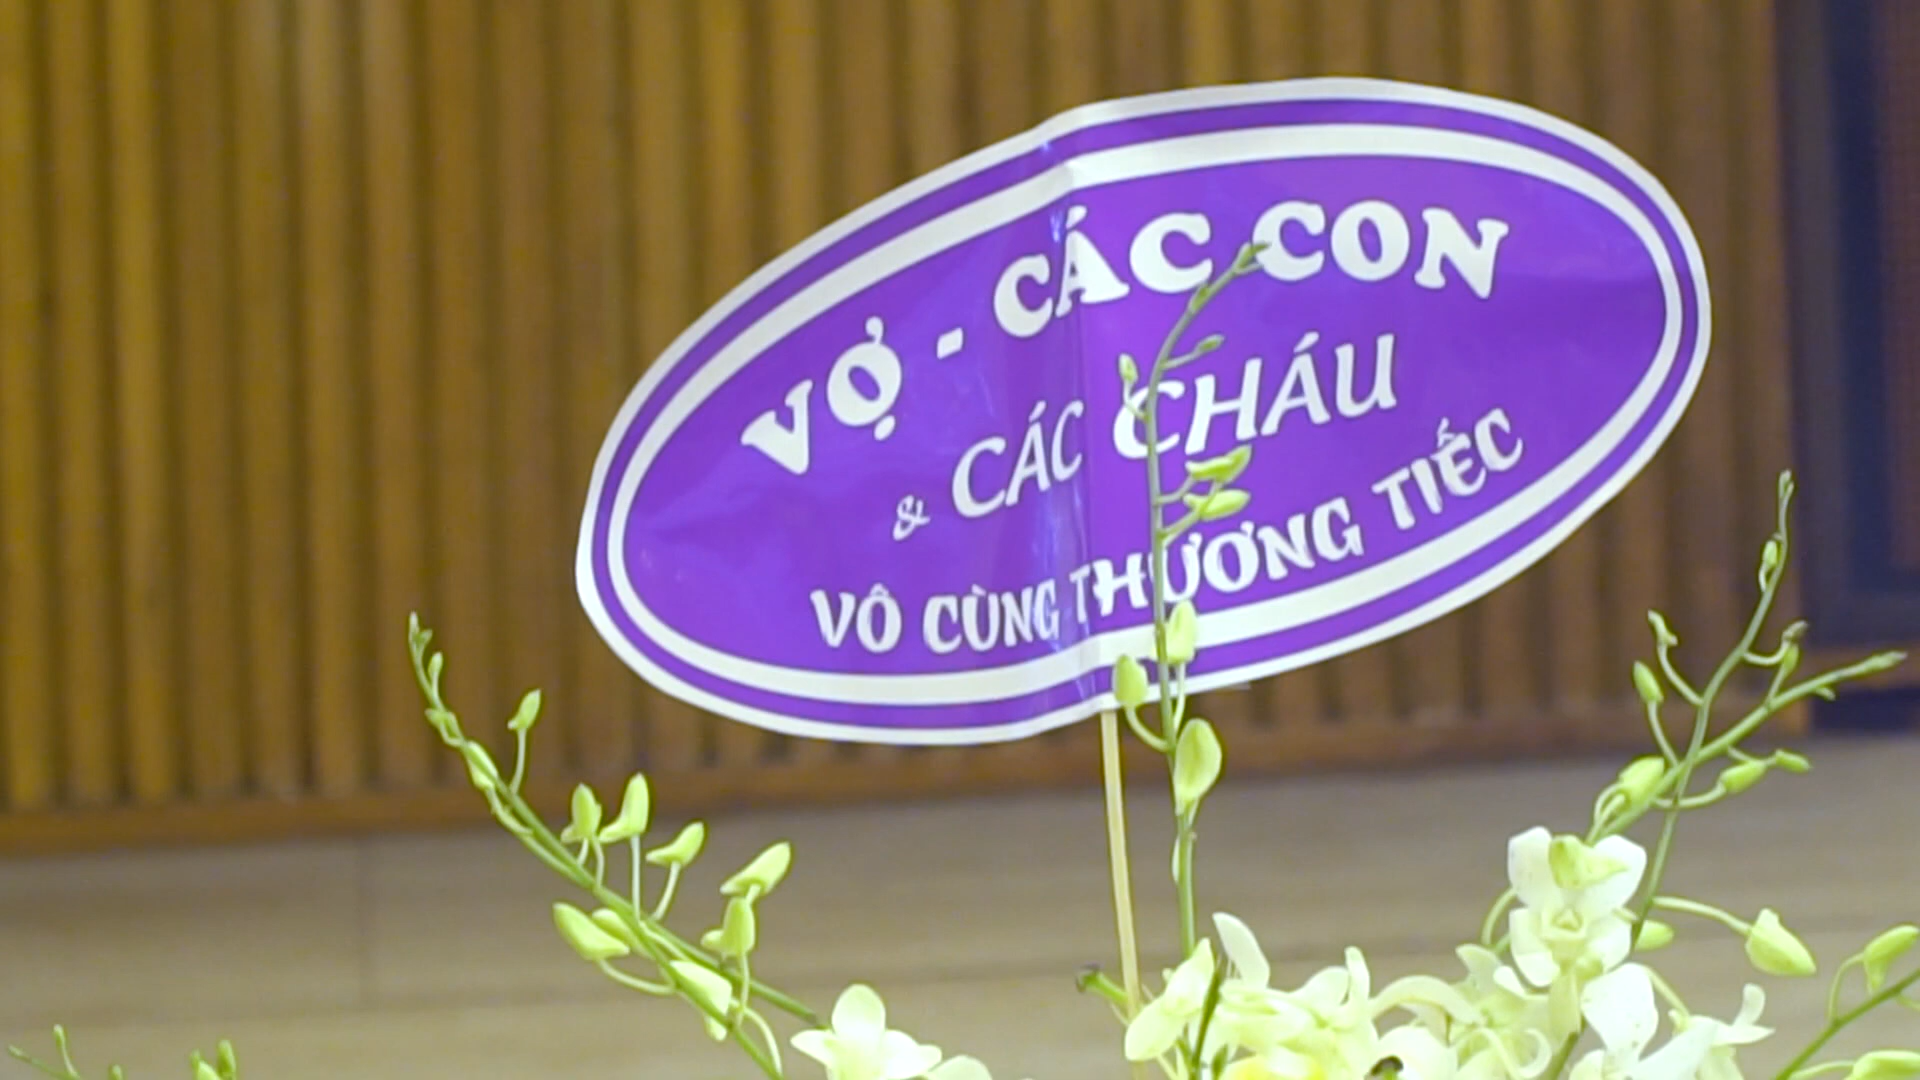 VỢ - CÁC CON
& CÁC CHÁU
VÔ CÙNG THƯƠNG TIẾC